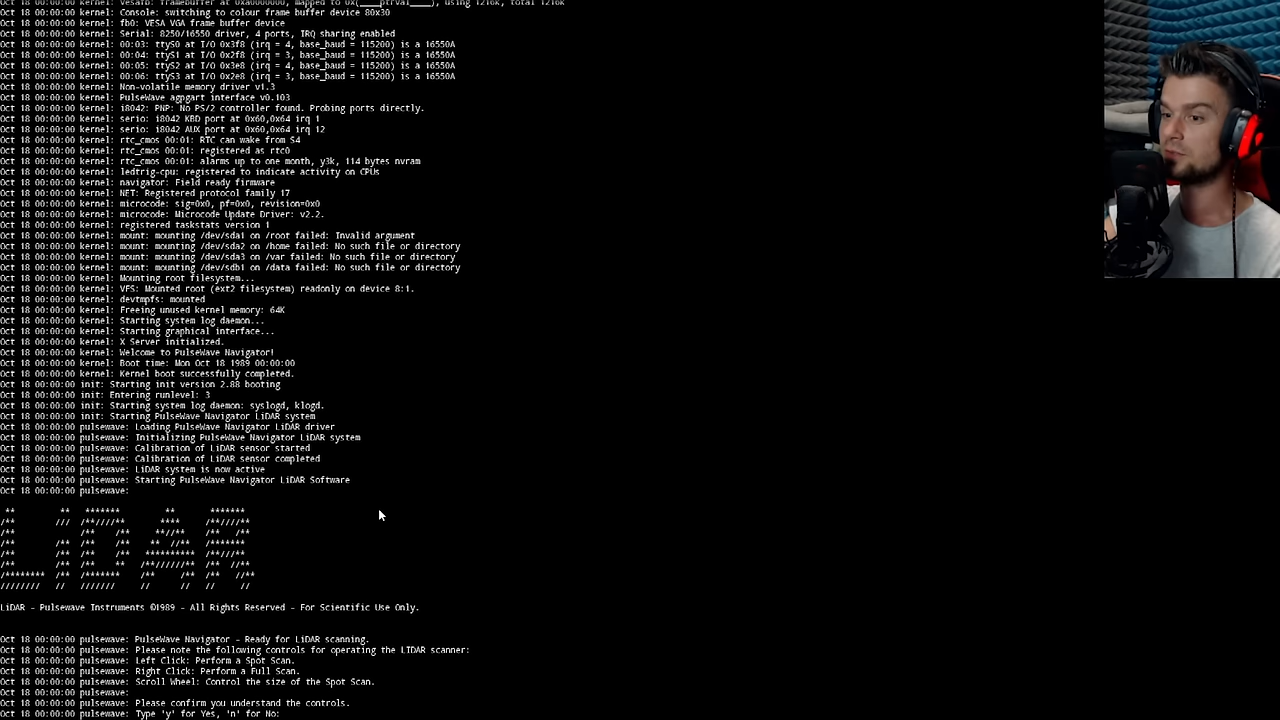 Oct 18 00:00:00 kernel: vesafb: framebuffer at 0xa0000000, mapped to 0x(____ptrval____), using 1216k, total 1216k
Oct 18 00:00:00 kernel: Console: switching to colour frame buffer device 80x30
Oct 18 00:00:00 kernel: fb0: VESA VGA frame buffer device
Oct 18 00:00:00 kernel: Serial: 8250/16550 driver, 4 ports, IRQ sharing enabled
Oct 18 00:00:00 kernel: 00:03: ttyS0 at I/O 0x3f8 (irq = 4, base_baud = 115200) is a 16550A
Oct 18 00:00:00 kernel: 00:04: ttyS1 at I/O 0x2f8 (irq = 3, base_baud = 115200) is a 16550A
Oct 18 00:00:00 kernel: 00:05: ttyS2 at I/O 0x3e8 (irq = 4, base_baud = 115200) is a 16550A
Oct 18 00:00:00 kernel: 00:06: ttyS3 at I/O 0x2e8 (irq = 3, base_baud = 115200) is a 16550A
Oct 18 00:00:00 kernel: Non-volatile memory driver v1.3
Oct 18 00:00:00 kernel: PulseWave agpgart interface v0.103
Oct 18 00:00:00 kernel: i8042: PNP: No PS/2 controller found. Probing ports directly.
Oct 18 00:00:00 kernel: serio: i8042 KBD port at 0x60,0x64 irq 1
Oct 18 00:00:00 kernel: serio: i8042 AUX port at 0x60,0x64 irq 12
Oct 18 00:00:00 kernel: rtc_cmos 00:01: RTC can wake from S4
Oct 18 00:00:00 kernel: rtc_cmos 00:01: registered as rtc0
Oct 18 00:00:00 kernel: rtc_cmos 00:01: alarms up to one month, y3k, 114 bytes nvram
Oct 18 00:00:00 kernel: ledtrig-cpu: registered to indicate activity on CPUs
Oct 18 00:00:00 kernel: navigator: Field ready firmware
Oct 18 00:00:00 kernel: NET: Registered protocol family 17
Oct 18 00:00:00 kernel: microcode: sig=0x0, pf=0x0, revision=0x0
Oct 18 00:00:00 kernel: microcode: Microcode Update Driver: v2.2.
Oct 18 00:00:00 kernel: registered taskstats version 1
Oct 18 00:00:00 kernel: mount: mounting /dev/sda1 on /root failed: Invalid argument
Oct 18 00:00:00 kernel: mount: mounting /dev/sda2 on /home failed: No such file or directory
Oct 18 00:00:00 kernel: mount: mounting /dev/sda3 on /var failed: No such file or directory
Oct 18 00:00:00 kernel: mount: mounting /dev/sdb1 on /data failed: No such file or directory
Oct 18 00:00:00 kernel: Mounting root filesystem...
Oct 18 00:00:00 kernel: VFS: Mounted root (ext2 filesystem) readonly on device 8:1.
Oct 18 00:00:00 kernel: devtmpfs: mounted
Oct 18 00:00:00 kernel: Freeing unused kernel memory: 64K
Oct 18 00:00:00 kernel: Starting system log daemon...
Oct 18 00:00:00 kernel: Starting graphical interface...
Oct 18 00:00:00 kernel: X Server initialized.
Oct 18 00:00:00 kernel: Welcome to PulseWave Navigator!
Oct 18 00:00:00 kernel: Boot time: Mon Oct 18 1989 00:00:00
Oct 18 00:00:00 kernel: Kernel boot successfully completed.
Oct 18 00:00:00 init: Starting init version 2.88 booting
Oct 18 00:00:00 init: Entering runlevel: 3
Oct 18 00:00:00 init: Starting system log daemon: syslogd, klogd.
Oct 18 00:00:00 init: Starting PulseWave Navigator LiDAR system
Oct 18 00:00:00 pulsewave: Loading PulseWave Navigator LiDAR driver
Oct 18 00:00:00 pulsewave: Initializing PulseWave Navigator LiDAR system
Oct 18 00:00:00 pulsewave: Calibration of LiDAR sensor started
Oct 18 00:00:00 pulsewave: Calibration of LiDAR sensor completed
Oct 18 00:00:00 pulsewave: LiDAR system is now active
Oct 18 00:00:00 pulsewave: Starting PulseWave Navigator LiDAR Software
Oct 18 00:00:00 pulsewave:
LiDAR
LiDAR - Pulsewave Instruments ©1989 - All Rights Reserved - For Scientific Use Only.
Oct 18 00:00:00 pulsewave: PulseWave Navigator - Ready for LiDAR scanning.
Oct 18 00:00:00 pulsewave: Please note the following controls for operating the LIDAR scanner:
Oct 18 00:00:00 pulsewave: Left Click: Perform a Spot Scan.
Oct 18 00:00:00 pulsewave: Right Click: Perform a Full Scan.
Oct 18 00:00:00 pulsewave: Scroll Wheel: Control the size of the Spot Scan.
Oct 18 00:00:00 pulsewave:
Oct 18 00:00:00 pulsewave: Please confirm you understand the controls.
Oct 18 00:00:00 pulsewave: Type 'y' for Yes, 'n' for No: